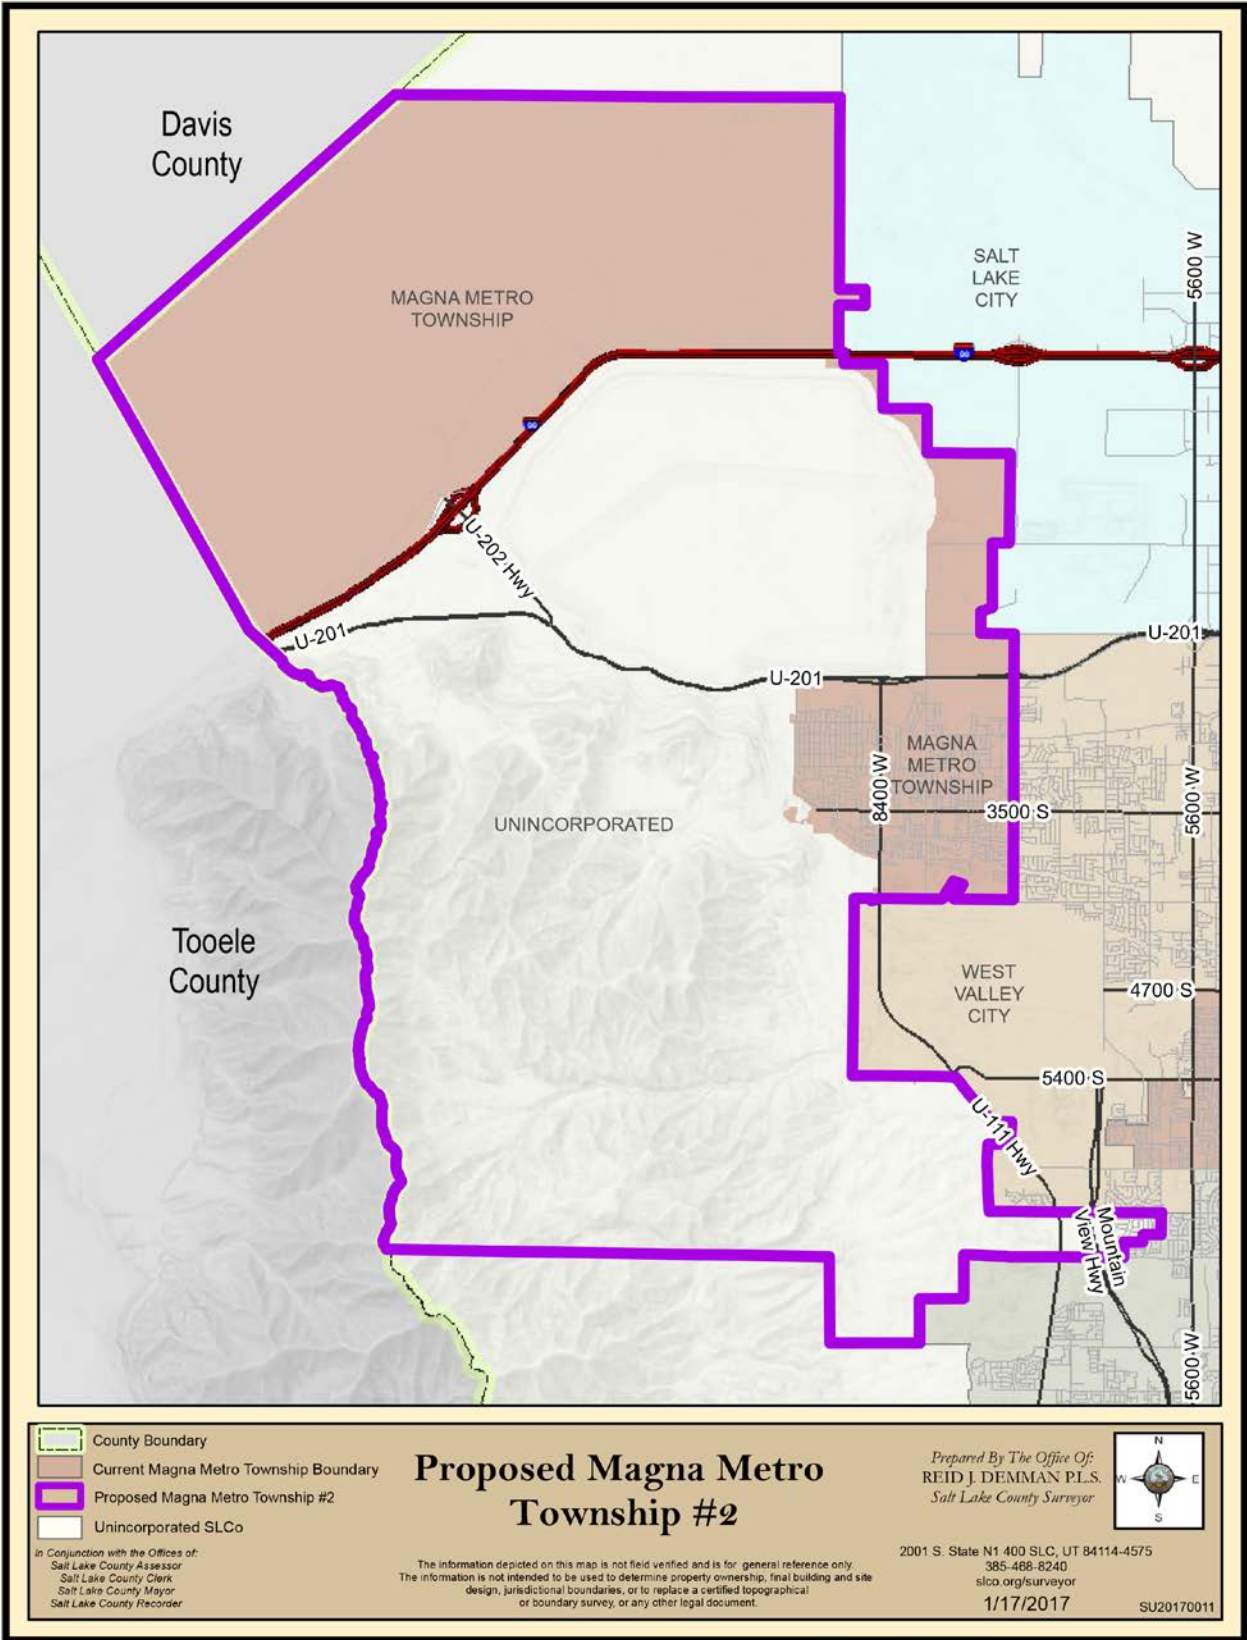 Davis
County
MAGNA METRO
TOWNSHIP
SALT
LAKE
CITY
5600 W
80
80
U-202 Hwy
U-201
U-201
U-201
MAGNA
METRO
TOWNSHIP
8400 W
3500 S
5600 W
UNINCORPORATED
Tooele
County
WEST
VALLEY
CITY
4700 S
5400 S
U-111 Hwy
Mountain
View Hwy
5600 W
County Boundary
Current Magna Metro Township Boundary
Proposed Magna Metro Township #2
Unincorporated SLCo
In Conjunction with the Offices of:
Salt Lake County Assessor
Salt Lake County Clerk
Salt Lake County Mayor
Salt Lake County Recorder
Proposed Magna Metro
Township #2
The information depicted on this map is not field verified and is for general reference only.
The information is not intended to be used to determine property ownership, final building and site
design, jurisdictional boundaries, or to replace a certified topographical
or boundary survey, or any other legal document.
Prepared By The Office Of:
REID J. DEMMAN P.L.S.
Salt Lake County Surveyor
N
W E
S
2001 S. State N1 400 SLC, UT 84114-4575
385-468-8240
slco.org/surveyor
1/17/2017
SU20170011